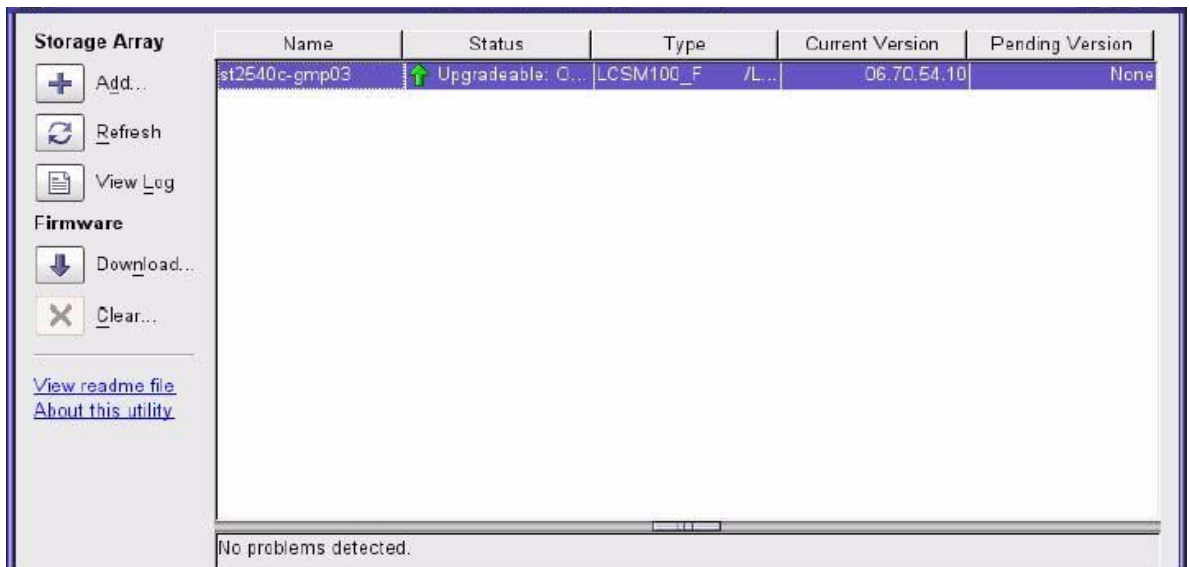 Storage Array
Add...
Refresh
View Log
Firmware
Download...
Clear...
View readme file
About this utility
Name Status Type Current Version Pending Version
st2540c-gmp03 Upgradeable: O... LCSM100_F /L... 06.70.54.10 None
No problems detected.